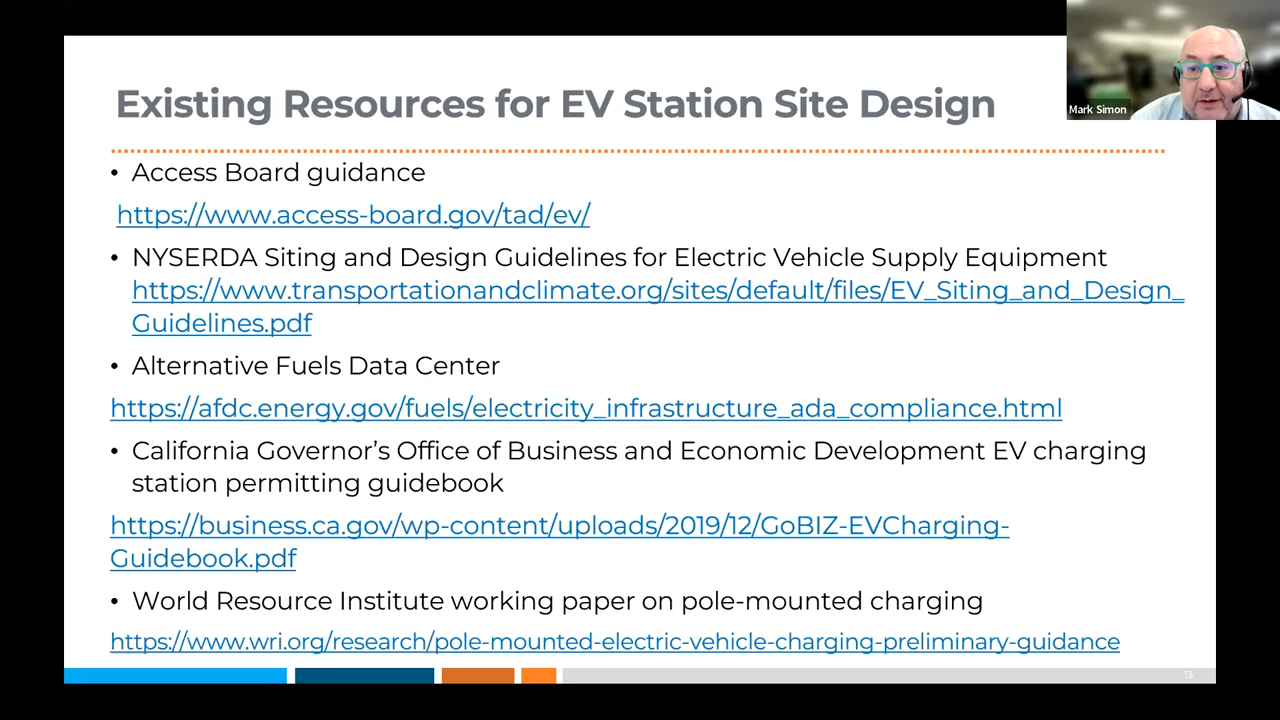 Existing Resources for EV Station Site Design
Mark Simon
• Access Board guidance
https://www.access-board.gov/tad/ev/
• NYSERDA Siting and Design Guidelines for Electric Vehicle Supply Equipment
https://www.transportationandclimate.org/sites/default/files/EV_Siting_and_Design_
Guidelines.pdf
• Alternative Fuels Data Center
https://afdc.energy.gov/fuels/electricity_infrastructure_ada_compliance.html
• California Governor’s Office of Business and Economic Development EV charging
station permitting guidebook
https://business.ca.gov/wp-content/uploads/2019/12/GoBIZ-EVCharging-
Guidebook.pdf
• World Resource Institute working paper on pole-mounted charging
https://www.wri.org/research/pole-mounted-electric-vehicle-charging-preliminary-guidance
13